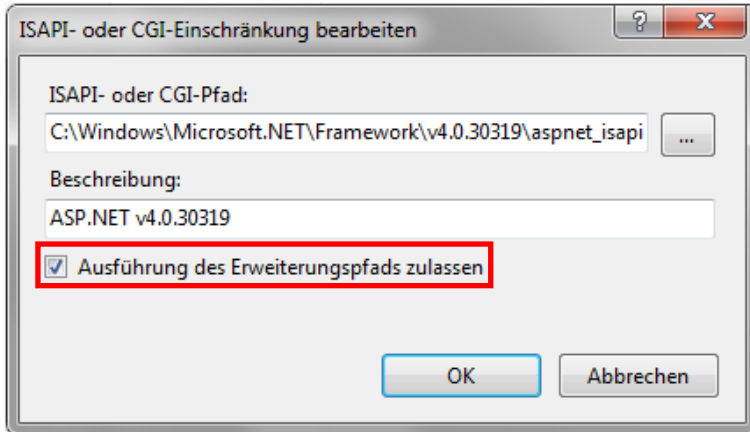 ISAPI- oder CGI-Einschränkung bearbeiten
ISAPI- oder CGI-Pfad:
C:\Windows\Microsoft.NET\Framework\v4.0.30319\aspnet_isapi
...
Beschreibung:
ASP.NET v4.0.30319
Ausführung des Erweiterungspfads zulassen
OK
Abbrechen